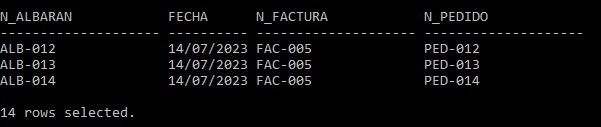 N_ALBARAN FECHA N_FACTURA N_PEDIDO
-------------------- ---------- -------------------- --------------------
ALB-012 14/07/2023 FAC-005 PED-012
ALB-013 14/07/2023 FAC-005 PED-013
ALB-014 14/07/2023 FAC-005 PED-014
14 rows selected.